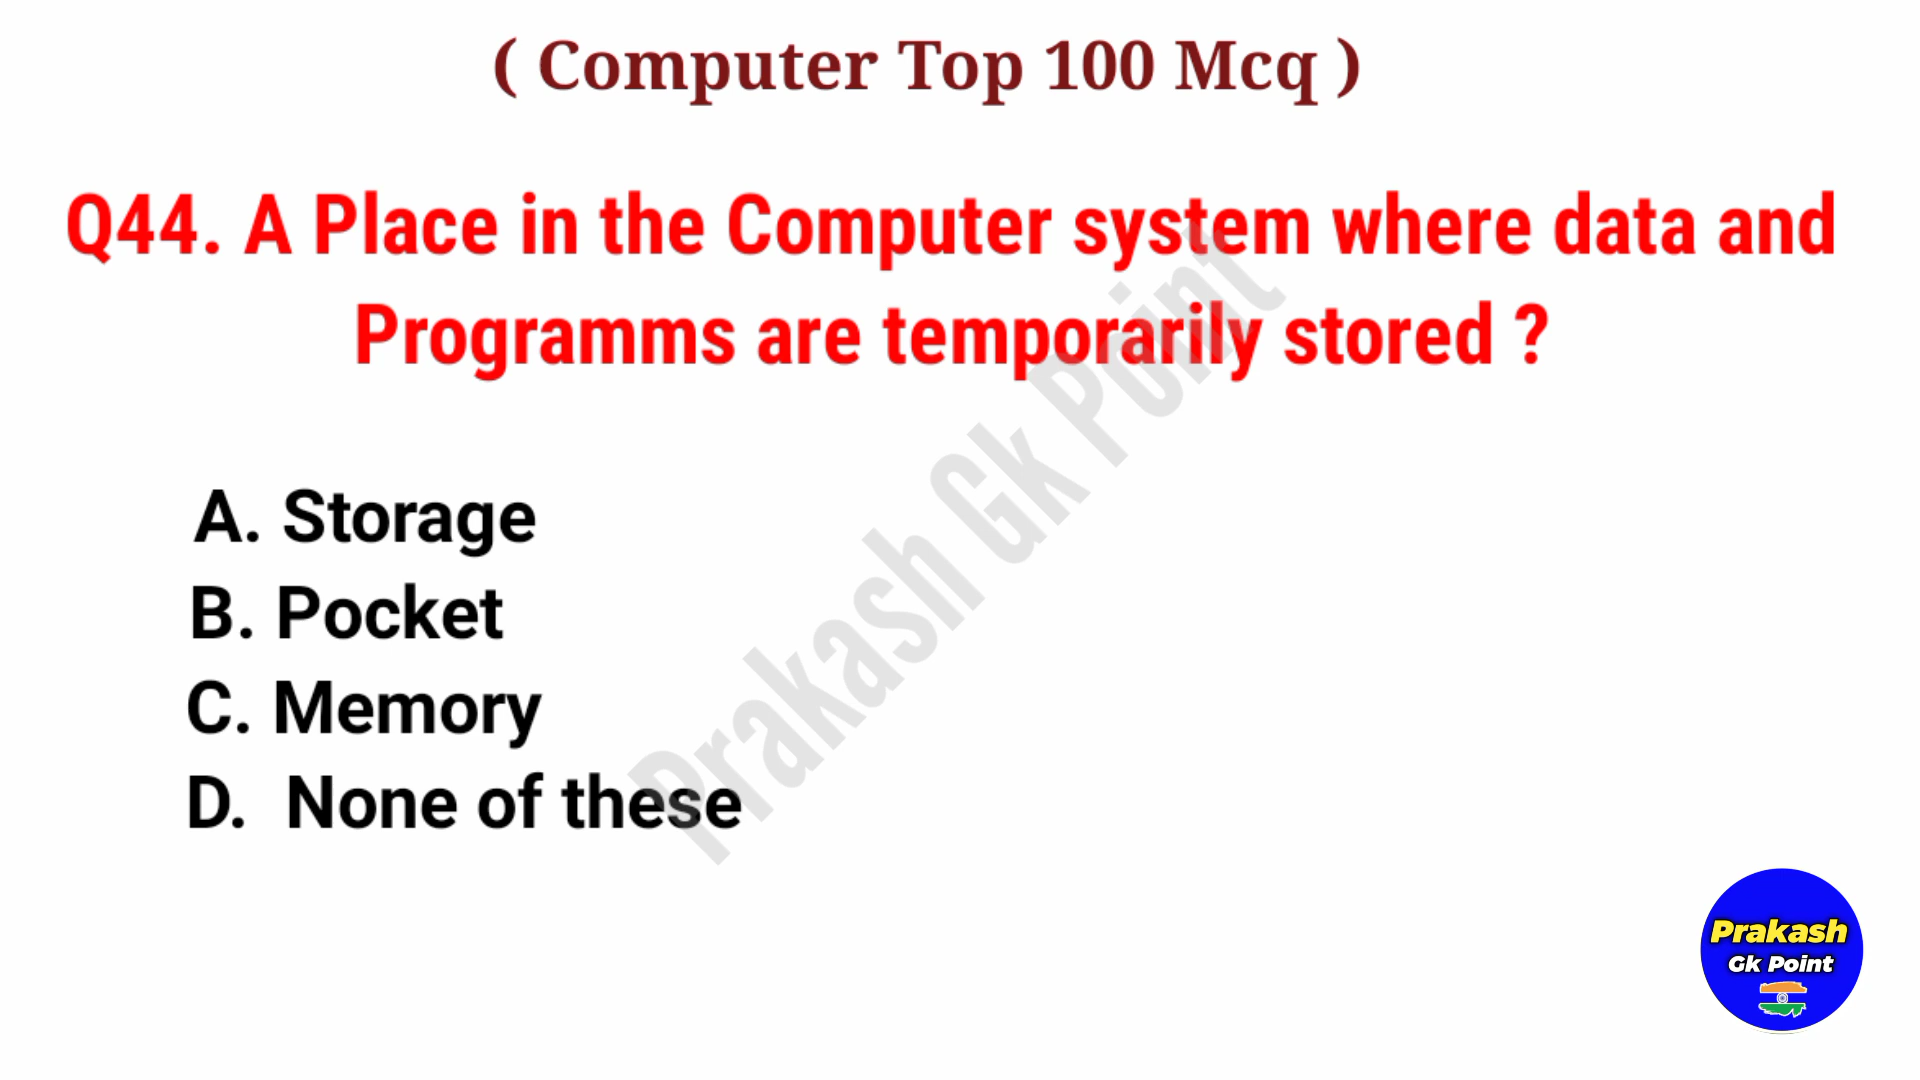 ( Computer Top 100 Mcq )
Q44. A Place in the Computer system where data and
Programms are temporarily stored ?
A. Storage
B. Pocket
C. Memory
D. None of these
Prakash Gk Point
Prakash
Gk Point